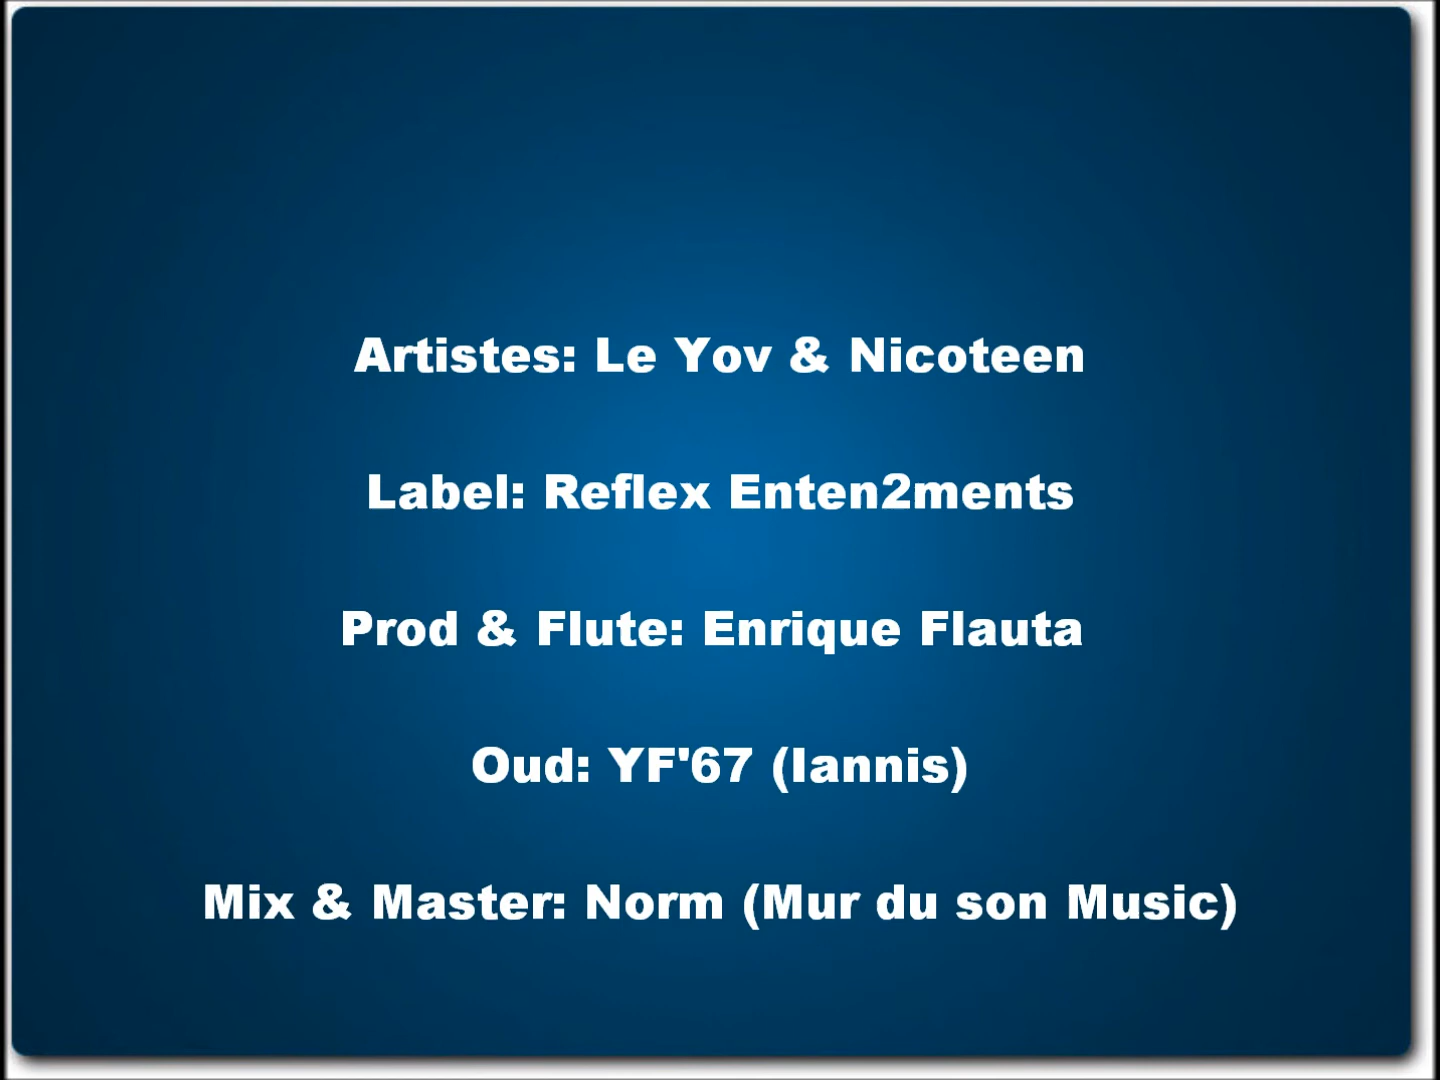 Artistes: Le Yov & Nicoteen
Label: Reflex Enten2ments
Prod & Flute: Enrique Flauta
Oud: YF'67 (Iannis)
Mix & Master: Norm (Mur du son Music)